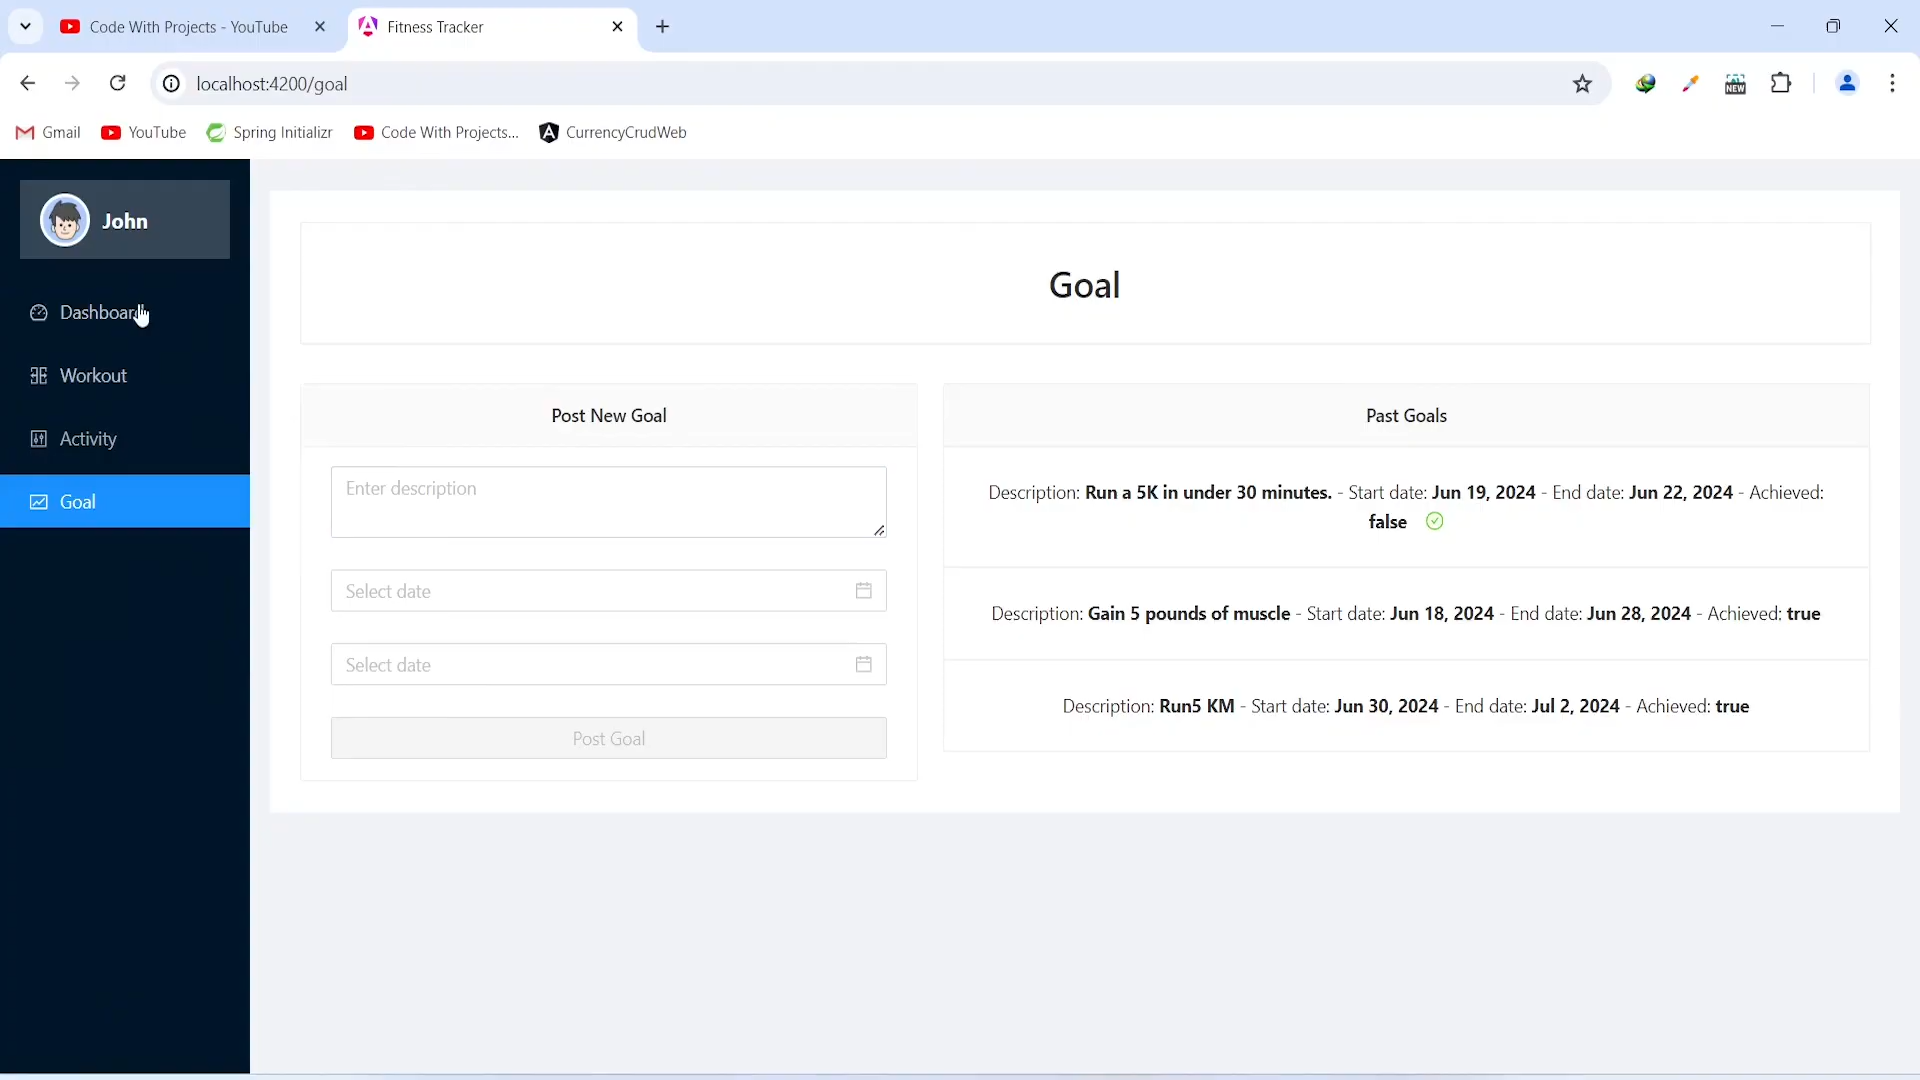 Code With Projects - YouTube
Fitness Tracker
localhost:4200/goal
NEW
Gmail
YouTube
Spring Initializr
Code With Projects...
CurrencyCrudWeb
John
Dashboard
Workout
Activity
Goal
Goal
Post New Goal
Enter description
Select date
Select date
Post Goal
Past Goals
Description: Run a 5K in under 30 minutes. - Start date: Jun 19, 2024 - End date: Jun 22, 2024 - Achieved:
false
Description: Gain 5 pounds of muscle - Start date: Jun 18, 2024 - End date: Jun 28, 2024 - Achieved: true
Description: Run5 KM - Start date: Jun 30, 2024 - End date: Jul 2, 2024 - Achieved: true